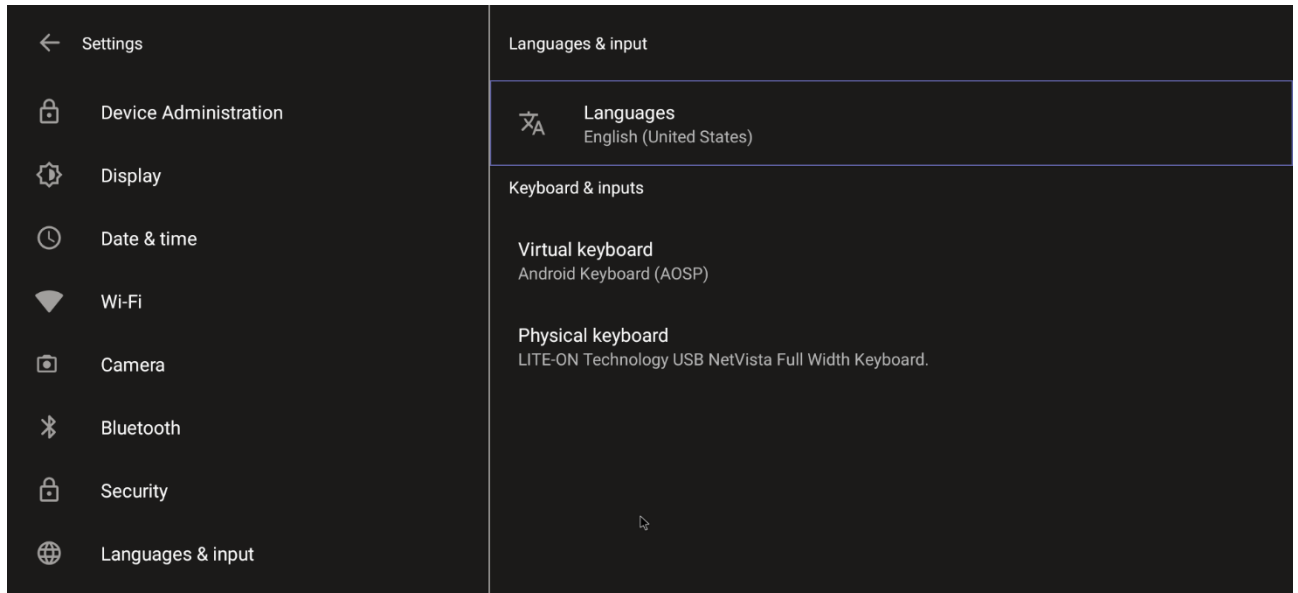 Settings
Device Administration
Display
Date & time
Wi-Fi
Camera
Bluetooth
Security
Languages & input
Languages & input
Languages
English (United States)
Keyboard & inputs
Virtual keyboard
Android Keyboard (AOSP)
Physical keyboard
LITE-ON Technology USB NetVista Full Width Keyboard.